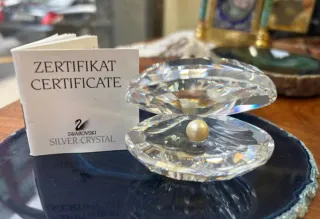 ZERTIFIKAT
CERTIFICATE
SWAROVSKI
SILVER CRYSTAL